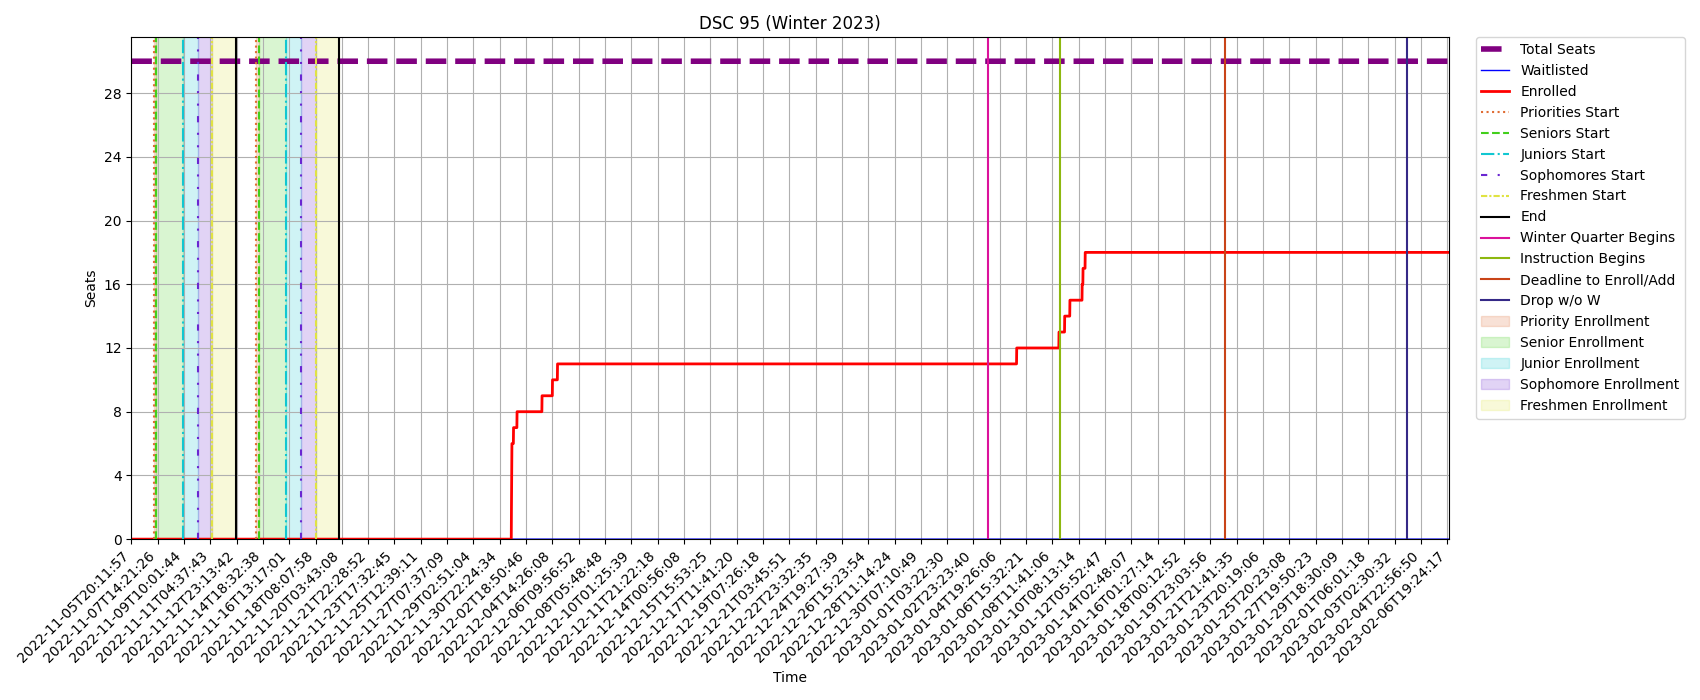 DSC 95 (Winter 2023)
Seats
28
24
20
16
12
8
4
0
2022-11-05T20:11:57
2022-11-07T14:21:26
2022-11-09T10:01:44
2022-11-11T04:37:43
2022-11-12T23:13:42
2022-11-14T18:32:38
2022-11-16T13:17:01
2022-11-18T08:07:58
2022-11-20T03:43:08
2022-11-21T22:28:52
2022-11-23T17:32:45
2022-11-25T12:39:11
2022-11-27T07:37:09
2022-11-29T02:51:04
2022-11-30T22:24:34
2022-12-02T18:50:46
2022-12-04T14:26:08
2022-12-06T09:56:52
2022-12-08T05:48:48
2022-12-10T01:25:39
2022-12-11T21:22:18
2022-12-14T00:56:08
2022-12-15T15:53:25
2022-12-17T11:41:20
2022-12-19T07:26:18
2022-12-21T03:45:51
2022-12-22T23:32:35
2022-12-24T19:27:39
2022-12-26T15:23:54
2022-12-28T11:14:24
2022-12-30T07:10:49
2023-01-01T03:22:30
2023-01-02T23:23:40
2023-01-04T19:26:06
2023-01-06T15:32:21
2023-01-08T11:41:06
2023-01-10T08:13:14
2023-01-12T05:52:47
2023-01-14T02:48:07
2023-01-16T01:27:14
2023-01-18T00:12:52
2023-01-19T23:03:56
2023-01-21T21:41:35
2023-01-23T20:19:06
2023-01-25T20:23:08
2023-01-27T19:50:23
2023-01-29T18:30:09
2023-02-01T06:01:18
2023-02-03T02:30:32
2023-02-04T22:56:50
2023-02-06T19:24:17
Time
Total Seats
Waitlisted
Enrolled
Priorities Start
Seniors Start
Juniors Start
Sophomores Start
Freshmen Start
End
Winter Quarter Begins
Instruction Begins
Deadline to Enroll/Add
Drop w/o W
Priority Enrollment
Senior Enrollment
Junior Enrollment
Sophomore Enrollment
Freshmen Enrollment